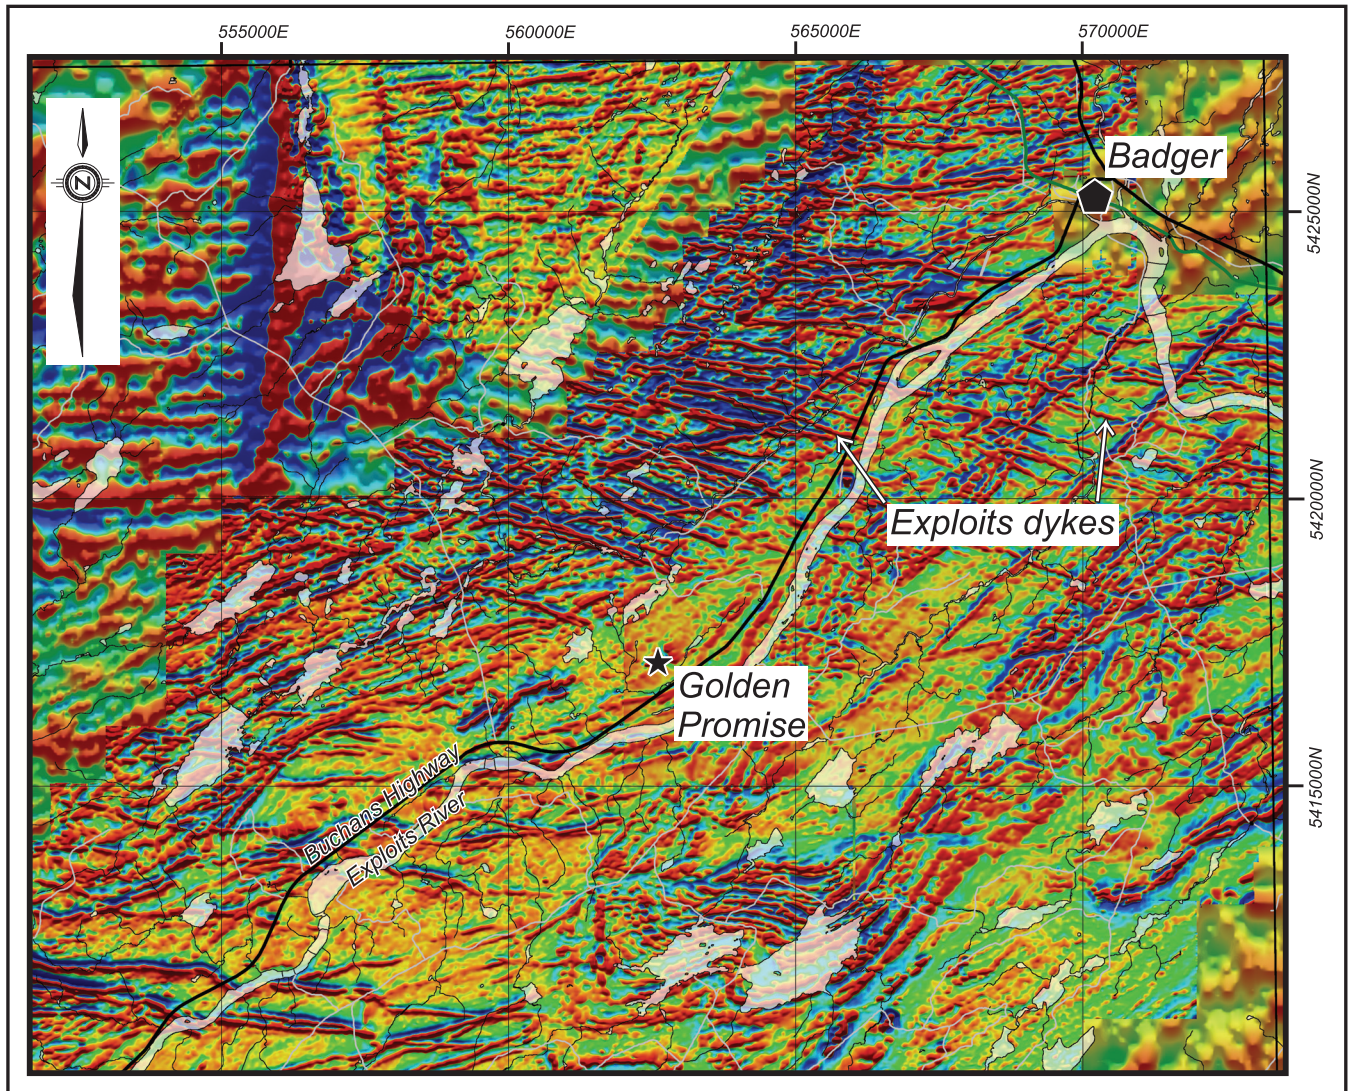 555000E
560000E
565000E
570000E
Badger
5425000N
N
Exploits dykes
5420000N
Golden
Promise
Buchans Highway
Exploits River
5415000N